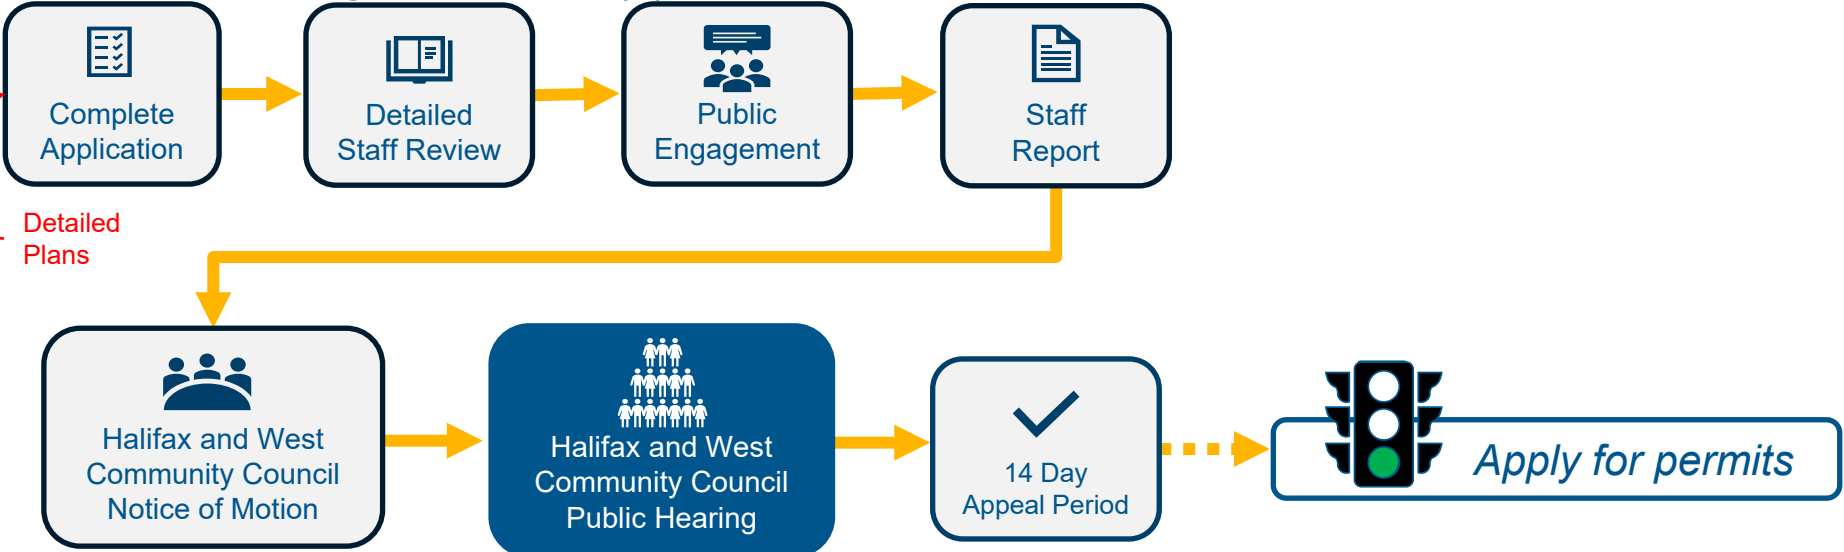 Complete
Application
Detailed
Staff Review
Public
Engagement
Staff
Report
Detailed
Plans
Halifax and West
Community Council
Notice of Motion
Halifax and West
Community Council
Public Hearing
14 Day
Appeal Period
Apply for permits